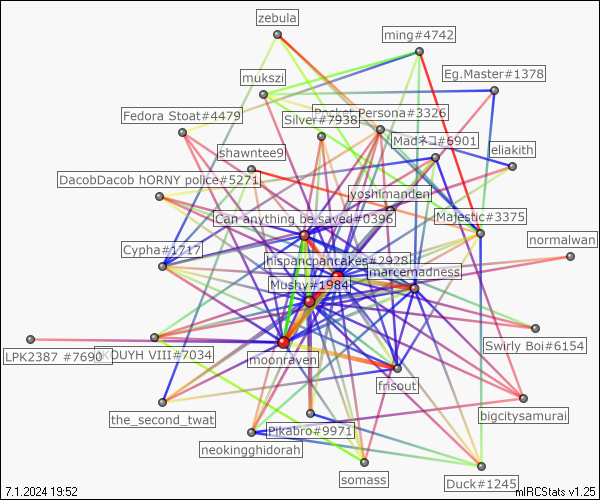 zebula
ming#4742
Eg.Master#1378
mukszi
Fedora Stoat#4479
Pocket Persona#3326
Silver#7938
Madネコ#6901
eliakith
shawntee9
DacobDacob hORNY police#5271
yoshimanden
Can anything be saved#0396
Majestic#3375
normalwan
Cypha#1717
hispancpancakes#2928
marcemadness
Mushy#1984
Swirly Boi#6154
LPK2387 #7690
KOUYH VIII#7034
moonraven
frisout
bigcitysamurai
the_second_twat
Pikabro#9971
neokingghidorah
somass
Duck#1245
7.1.2024 19:52
mIRCStats v1.25